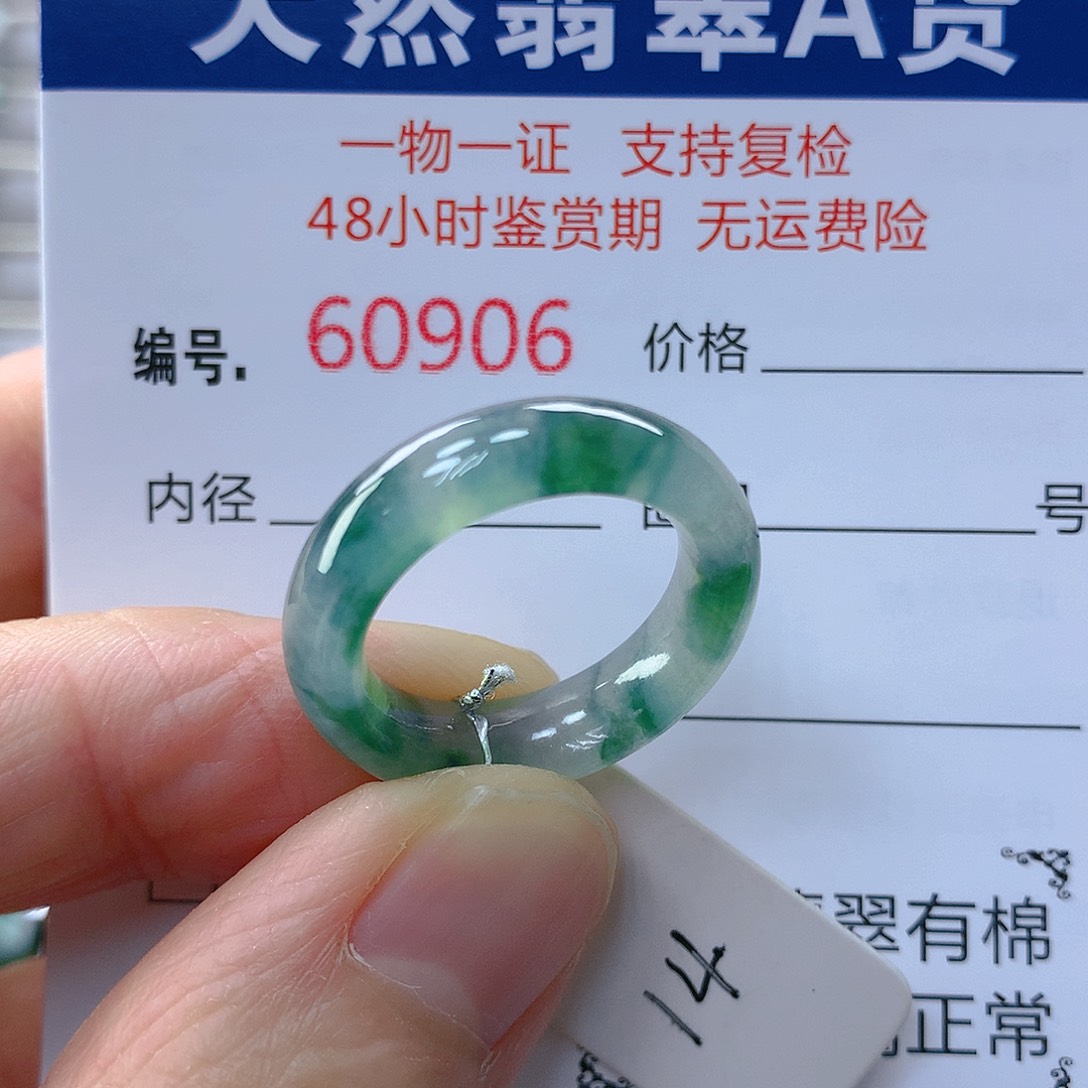 天然翡翠A货
一物一证 支持复检
48小时鉴赏期 无运费险
编号. 60906 价格
内径 号
翠有棉
正常
14